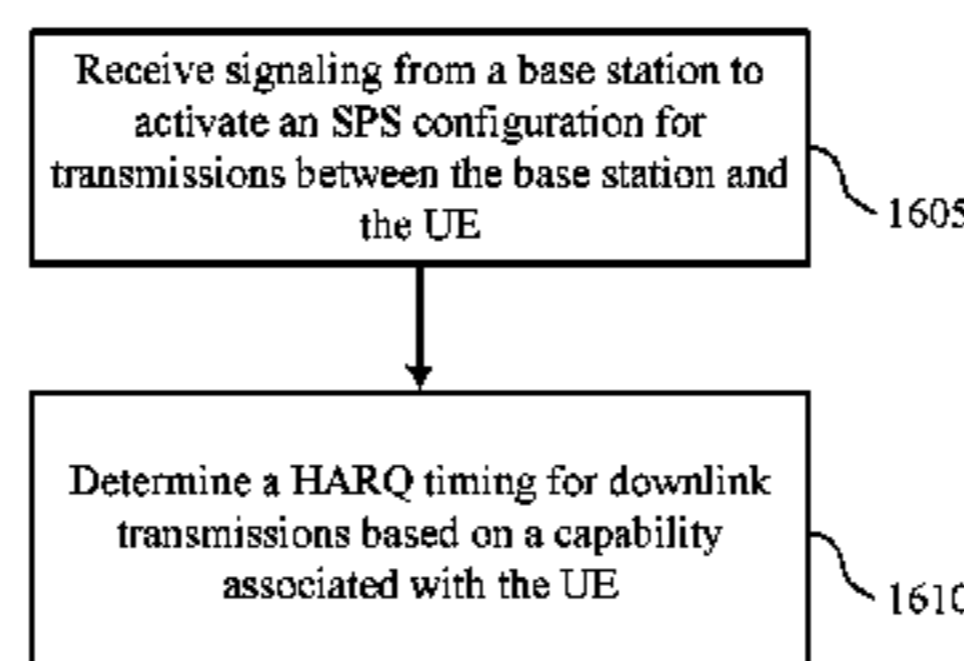 Receive signaling from a base station to
activate an SPS configuration for
transmissions between the base station and
the UE
1605
Determine a HARQ timing for downlink
transmissions based on a capability
associated with the UE
1610